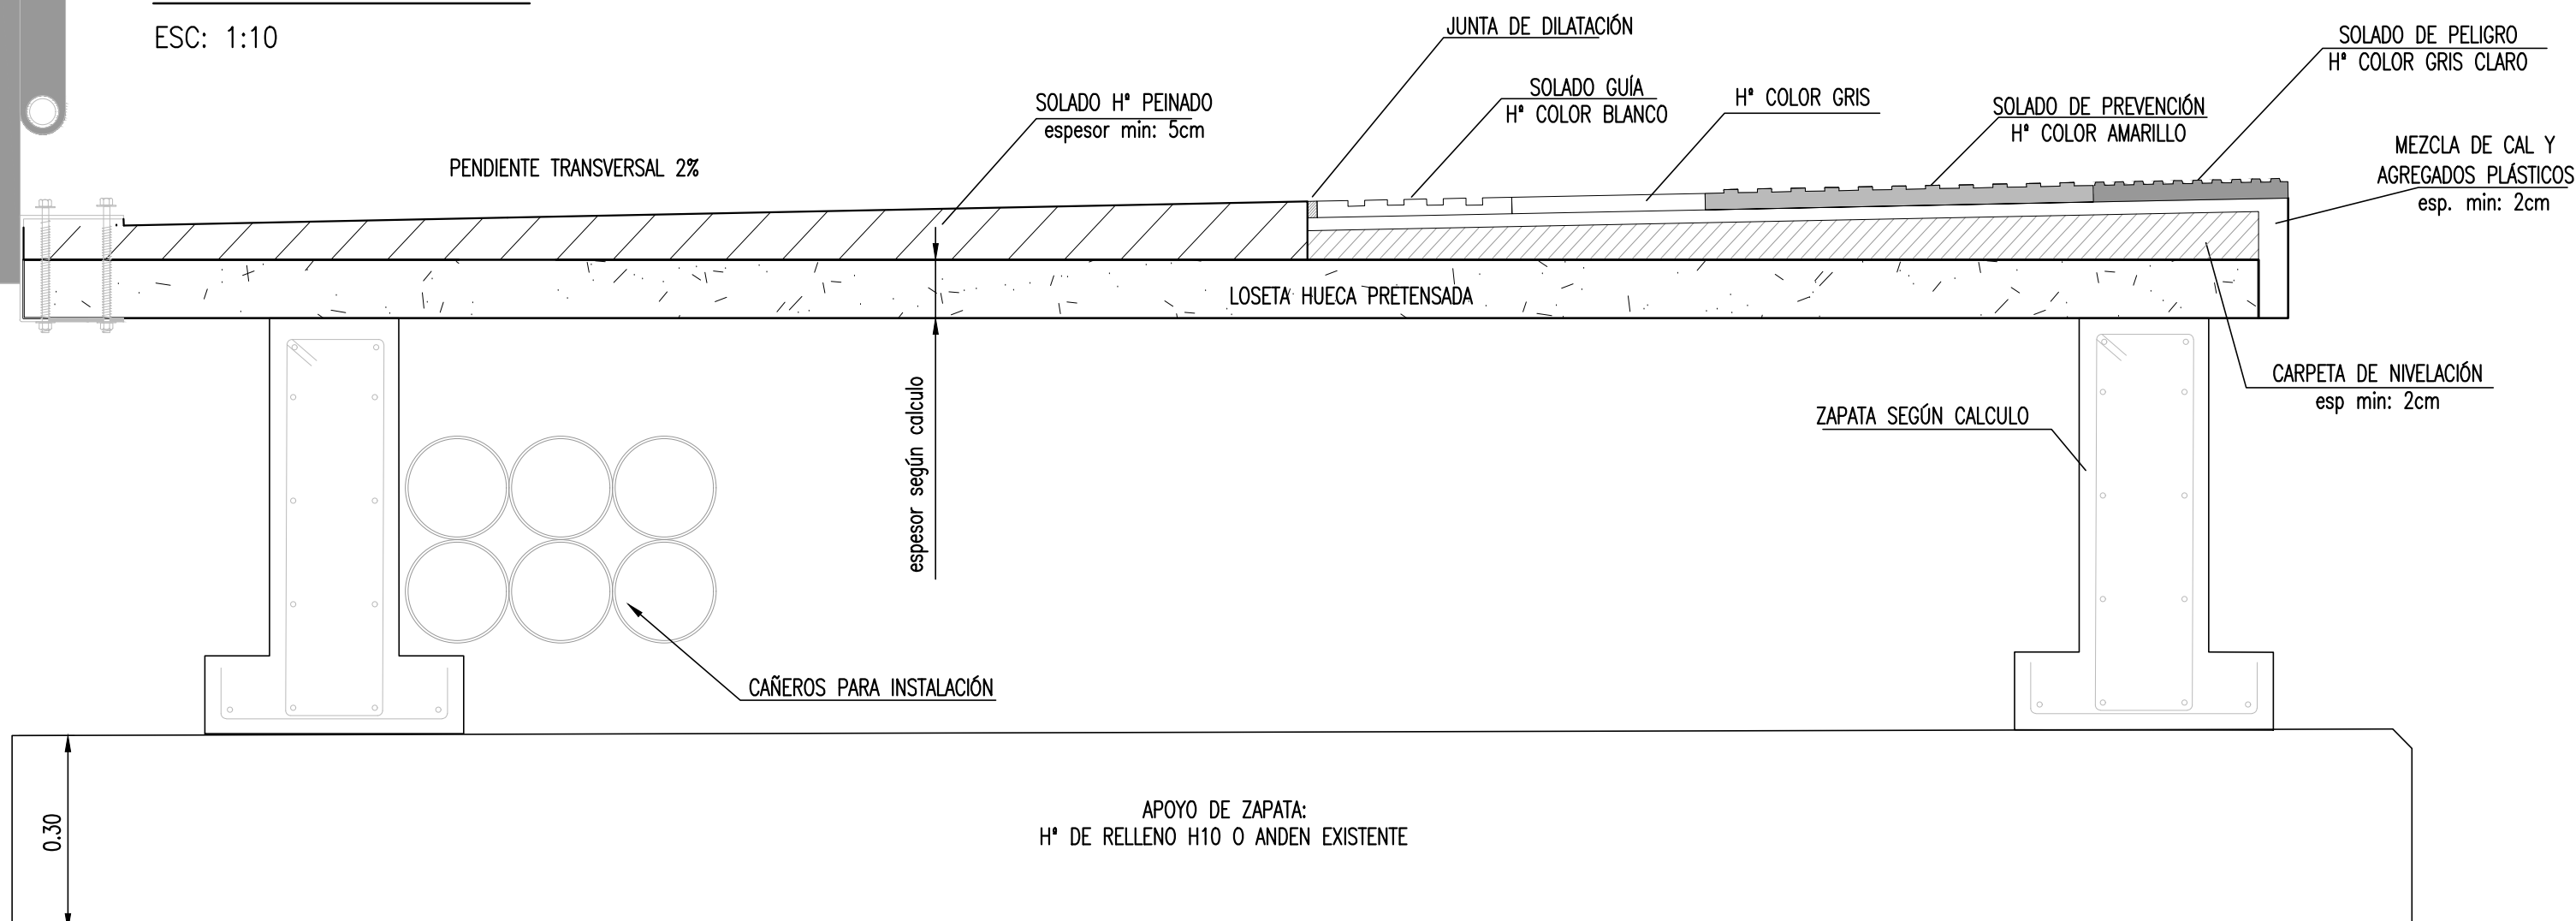 ESC: 1:10
JUNTA DE DILATACIÓN
SOLADO DE PELIGRO
Hº COLOR GRIS CLARO
SOLADO Hº PEINADO
espesor min: 5cm
SOLADO GUÍA
Hº COLOR BLANCO
Hº COLOR GRIS
SOLADO DE PREVENCIÓN
Hº COLOR AMARILLO
MEZCLA DE CAL Y
AGREGADOS PLÁSTICOS
esp. min: 2cm
PENDIENTE TRANSVERSAL 2%
LOSETA HUECA PRETENSADA
espesor según calculo
CARPETA DE NIVELACIÓN
esp min: 2cm
ZAPATA SEGÚN CALCULO
CAÑEROS PARA INSTALACIÓN
0.30
APOYO DE ZAPATA:
Hº DE RELLENO H10 O ANDEN EXISTENTE